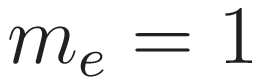 mₑ = 1